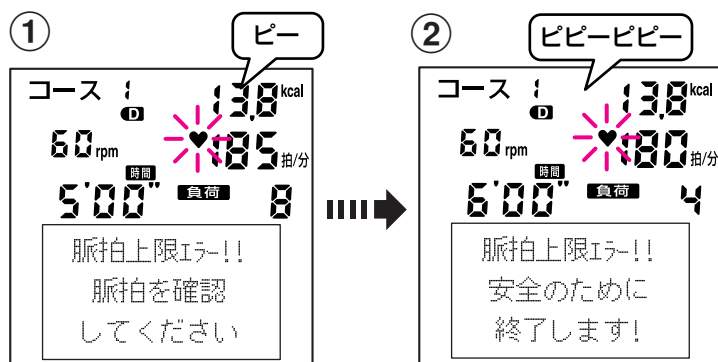 ①
ピー
コース 1
D
13.8 kcal
60 rpm
♥185 拍/分
時間
5'00"
負荷
8
脈拍上限エラー!!
脈拍を確認
してください
②
ピピーピピー
コース 1
D
13.8 kcal
60 rpm
♥180 拍/分
時間
6'00"
負荷
4
脈拍上限エラー!!
安全のために
終了します!